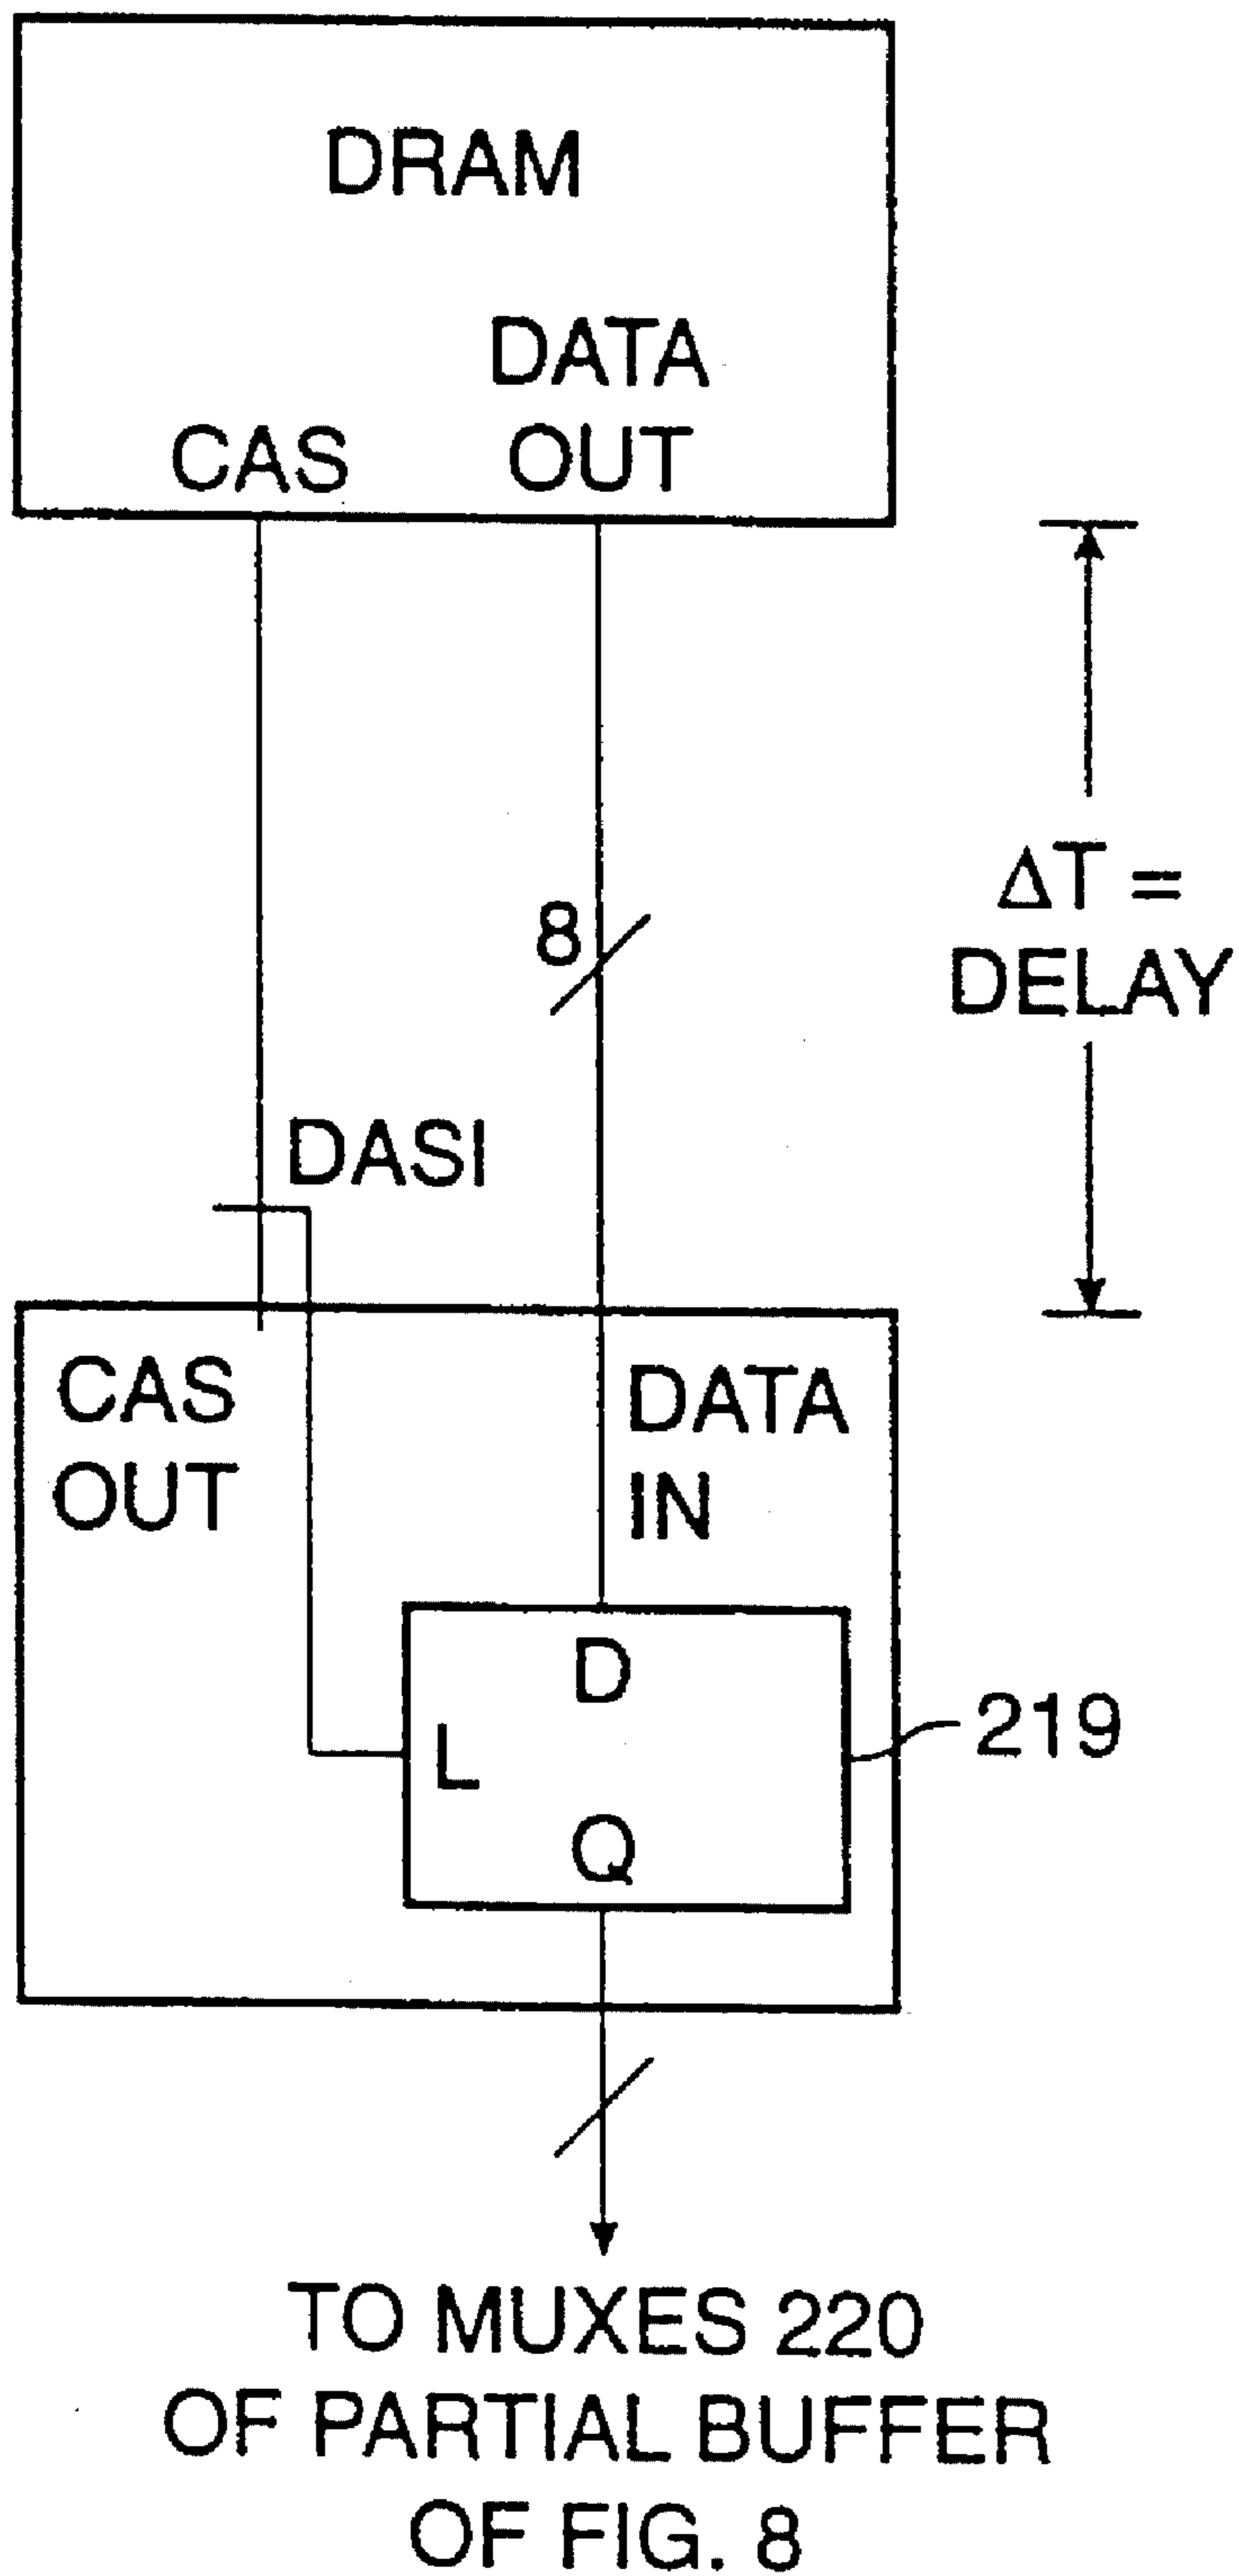 DRAM
DATA
OUT
CAS
8
ΔT =
DELAY
DASI
CAS
OUT
DATA
IN
D
L
Q
219
TO MUXES 220
OF PARTIAL BUFFER
OF FIG. 8